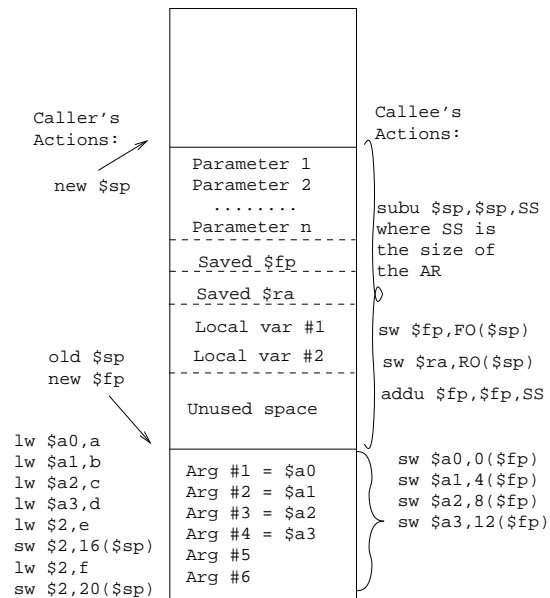 Caller's
Actions:
new $sp
old $sp
new $fp
lw $a0,a
lw $a1,b
lw $a2,c
lw $a3,d
lw $2,e
sw $2,16($sp)
lw $2,f
sw $2,20($sp)
Parameter 1
Parameter 2
........
Parameter n
Saved $fp
Saved $ra
Local var #1
Local var #2
Unused space
Arg #1 = $a0
Arg #2 = $a1
Arg #3 = $a2
Arg #4 = $a3
Arg #5
Arg #6
Callee's
Actions:
subu $sp,$sp,SS
where SS is
the size of
the AR
sw $fp,FO($sp)
sw $ra,RO($sp)
addu $fp,$fp,SS
sw $a0,0($fp)
sw $a1,4($fp)
sw $a2,8($fp)
sw $a3,12($fp)